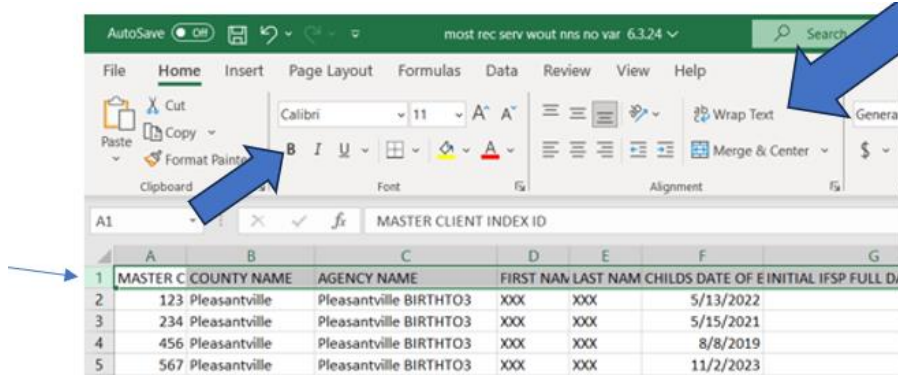 AutoSave Off most rec serv wout nns no var 6.3.24 Search
File Home Insert Page Layout Formulas Data Review View Help
Cut
Calibri 11 A A ab Wrap Text Genera
Copy
Paste
Format Painter B I U A Merge & Center $
Clipboard Font Alignment
A1 fx MASTER CLIENT INDEX ID
A B C D E F G
1 MASTER C COUNTY NAME AGENCY NAME FIRST NAM LAST NAM CHILDS DATE OF B INITIAL IFSP FULL DA
2 123 Pleasantville Pleasantville BIRTHTO3 XXX XXX 5/13/2022
3 234 Pleasantville Pleasantville BIRTHTO3 XXX XXX 5/15/2021
4 456 Pleasantville Pleasantville BIRTHTO3 XXX XXX 8/8/2019
5 567 Pleasantville Pleasantville BIRTHTO3 XXX XXX 11/2/2023